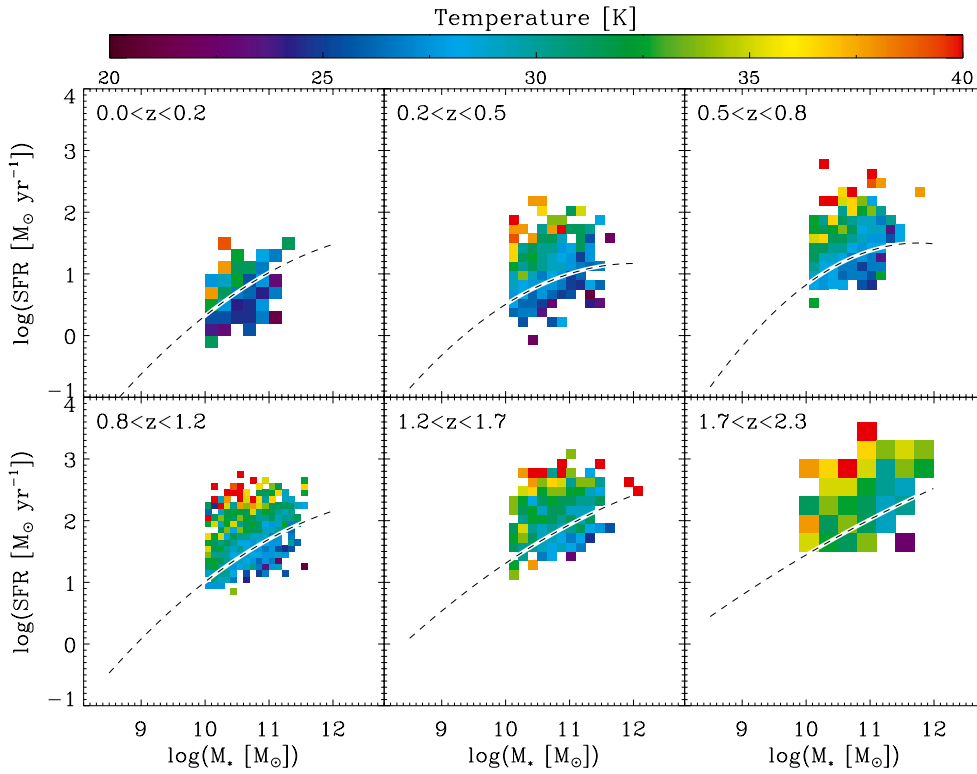 Temperature [K]
20 25 30 35 40
0.0<z<0.2 0.2<z<0.5 0.5<z<0.8
4
3
2
1
0
−1
log(SFR [M⊙ yr⁻¹])
0.8<z<1.2 1.2<z<1.7 1.7<z<2.3
4
3
2
1
0
−1
log(SFR [M⊙ yr⁻¹])
9 10 11 12 9 10 11 12 9 10 11 12
log(M* [M⊙]) log(M* [M⊙]) log(M* [M⊙])